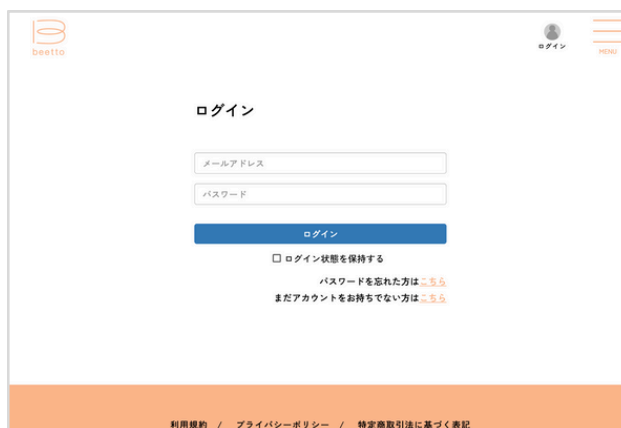 beetto
ログイン
MENU
ログイン
メールアドレス
パスワード
ログイン
ログイン状態を保持する
パスワードを忘れた方はこちら
まだアカウントをお持ちでない方はこちら
利用規約 / プライバシーポリシー / 特定商取引法に基づく表記